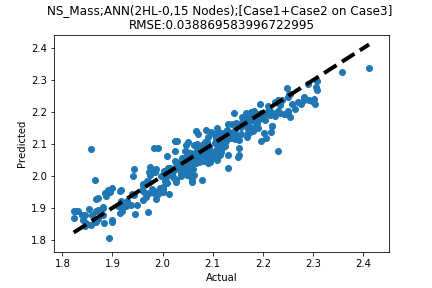 NS_Mass;ANN(2HL-0,15 Nodes);[Case1+Case2 on Case3]
RMSE:0.038869583996722995
2.4
2.3
2.2
2.1
2.0
1.9
1.8
Predicted
1.8 1.9 2.0 2.1 2.2 2.3 2.4
Actual